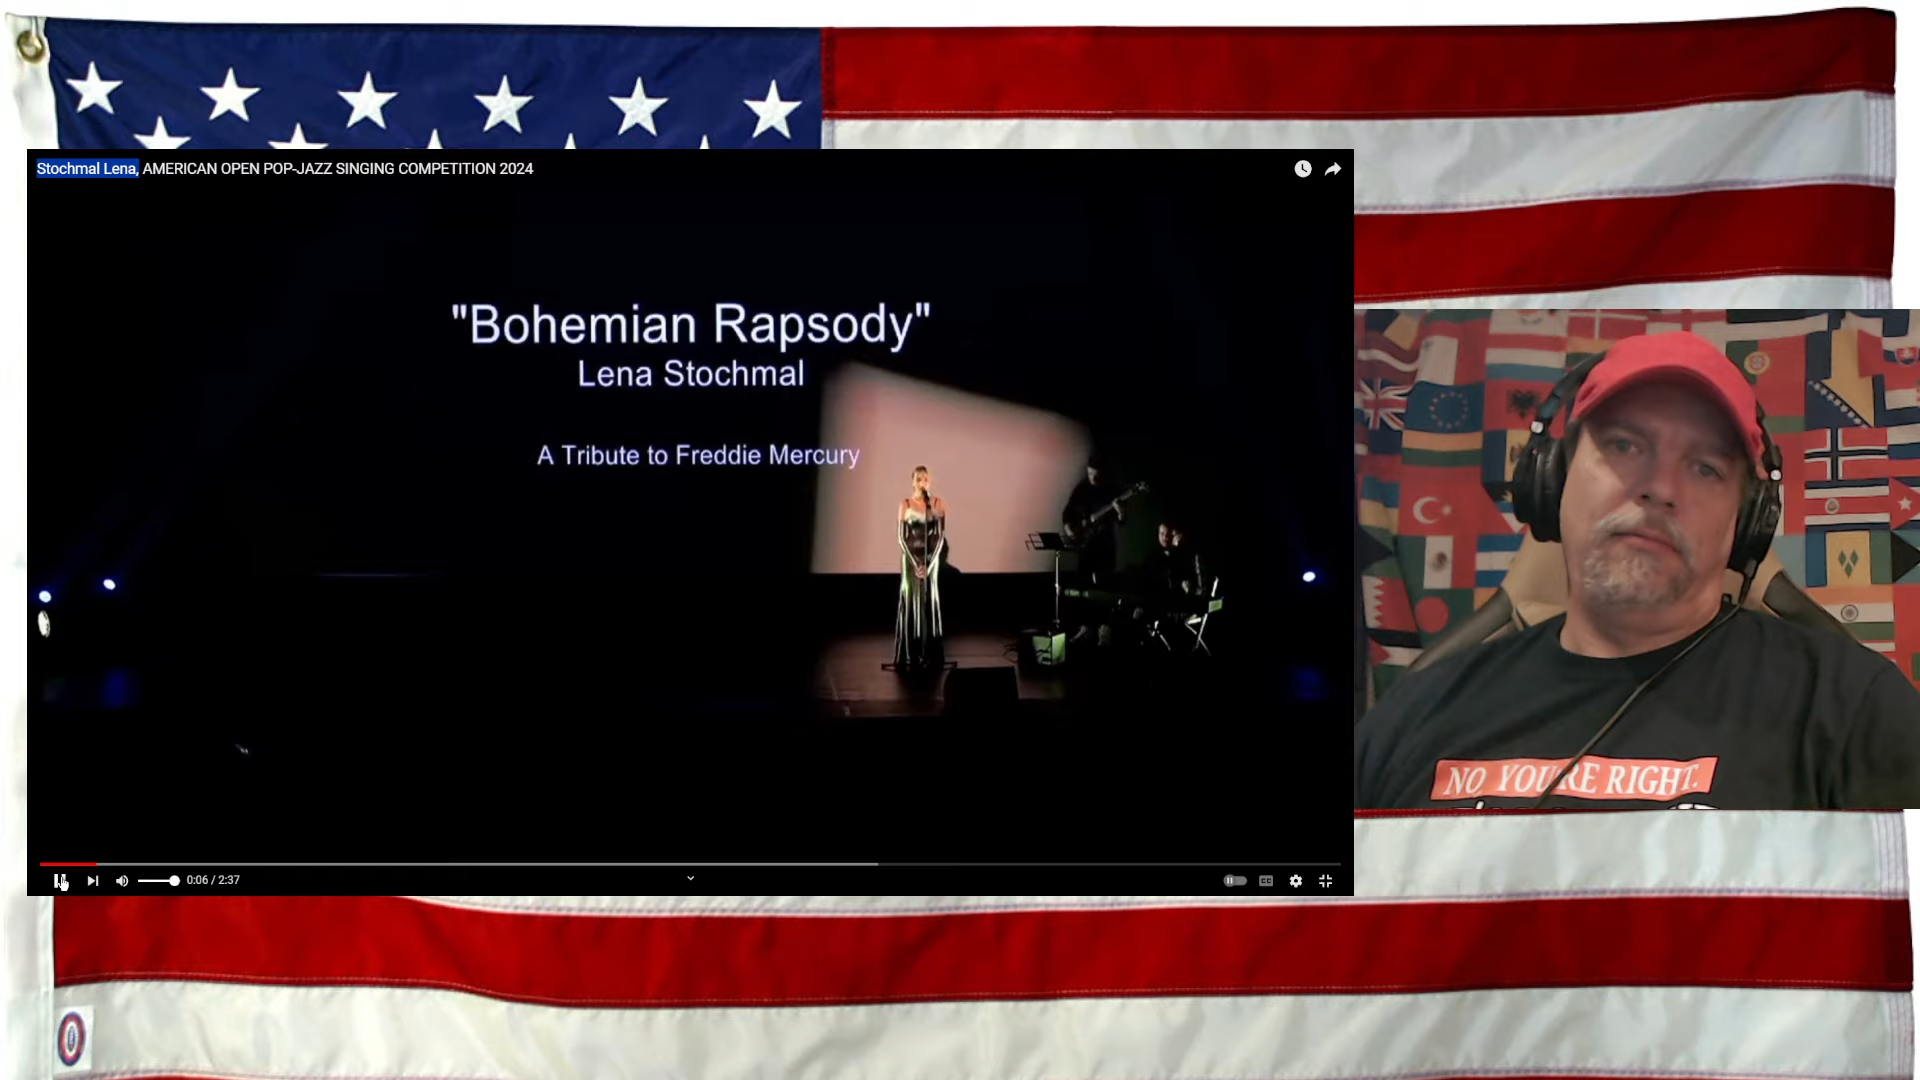 Stochmal Lena, AMERICAN OPEN POP-JAZZ SINGING COMPETITION 2024
"Bohemian Rapsody"
Lena Stochmal
A Tribute to Freddie Mercury
NO, YOU'RE RIGHT.
0:06 / 2:37
CC